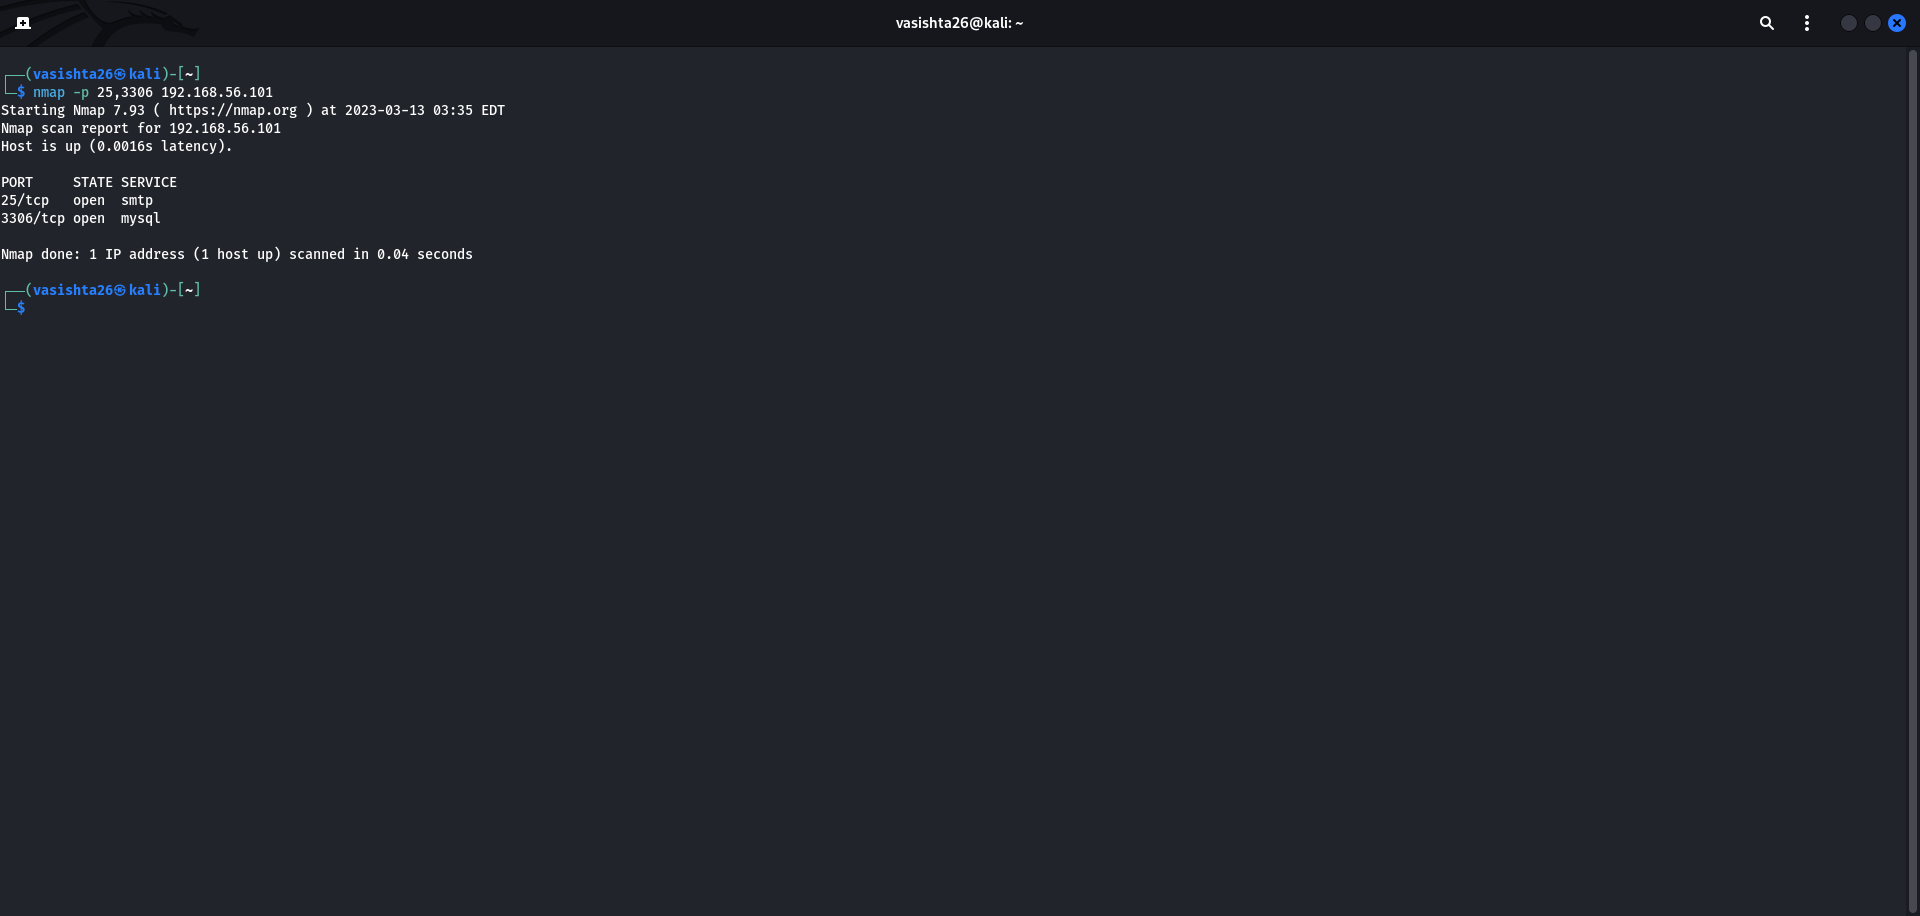 vasishta26@kali: ~
┌──(vasishta26㉿kali)-[~]
└─$ nmap -p 25,3306 192.168.56.101
Starting Nmap 7.93 ( https://nmap.org ) at 2023-03-13 03:35 EDT
Nmap scan report for 192.168.56.101
Host is up (0.0016s latency).
PORT     STATE SERVICE
25/tcp   open  smtp
3306/tcp open  mysql
Nmap done: 1 IP address (1 host up) scanned in 0.04 seconds
┌──(vasishta26㉿kali)-[~]
└─$